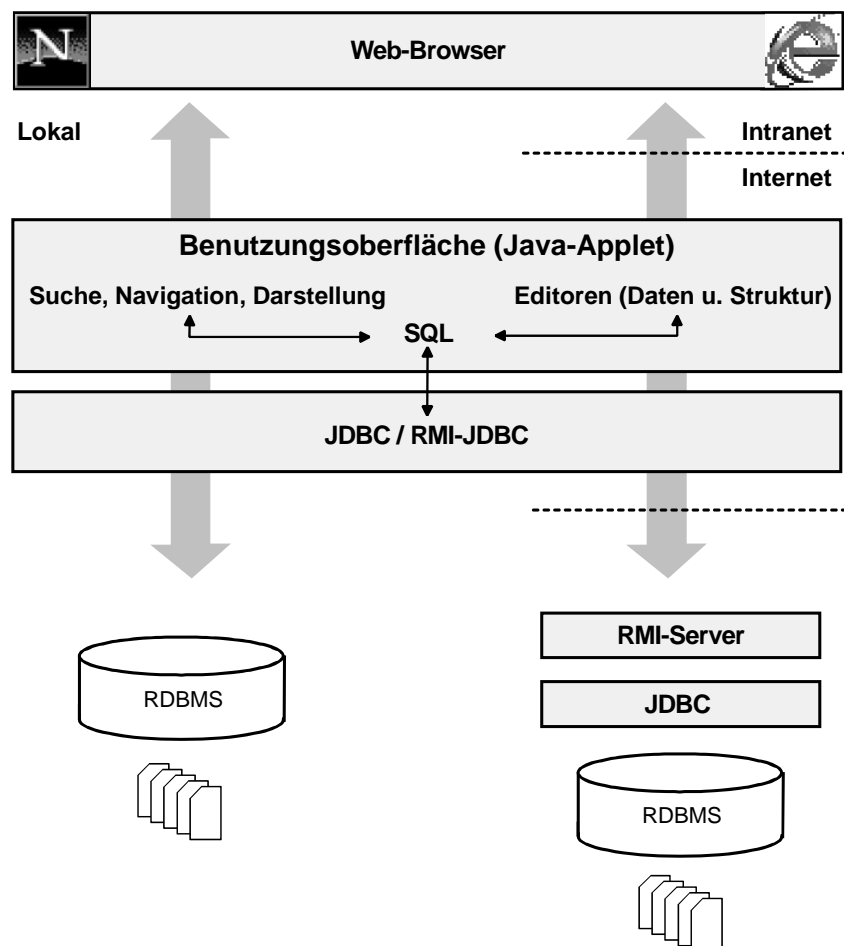 N
Web-Browser
Lokal
Intranet
Internet
Benutzungsoberfläche (Java-Applet)
Suche, Navigation, Darstellung
Editoren (Daten u. Struktur)
SQL
JDBC / RMI-JDBC
RMI-Server
RDBMS
JDBC
RDBMS